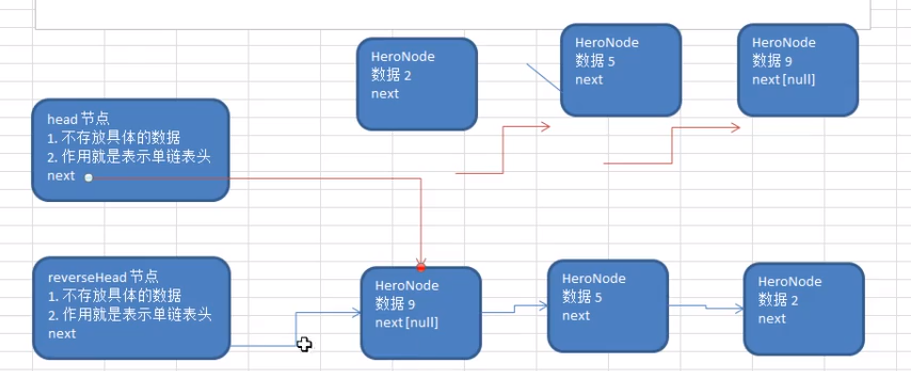 HeroNode
数据 2
next
HeroNode
数据 5
next
HeroNode
数据 9
next [null]
head 节点
1. 不存放具体的数据
2. 作用就是表示单链表头
next
reverseHead 节点
1. 不存放具体的数据
2. 作用就是表示单链表头
next
HeroNode
数据 9
next [null]
HeroNode
数据 5
next
HeroNode
数据 2
next